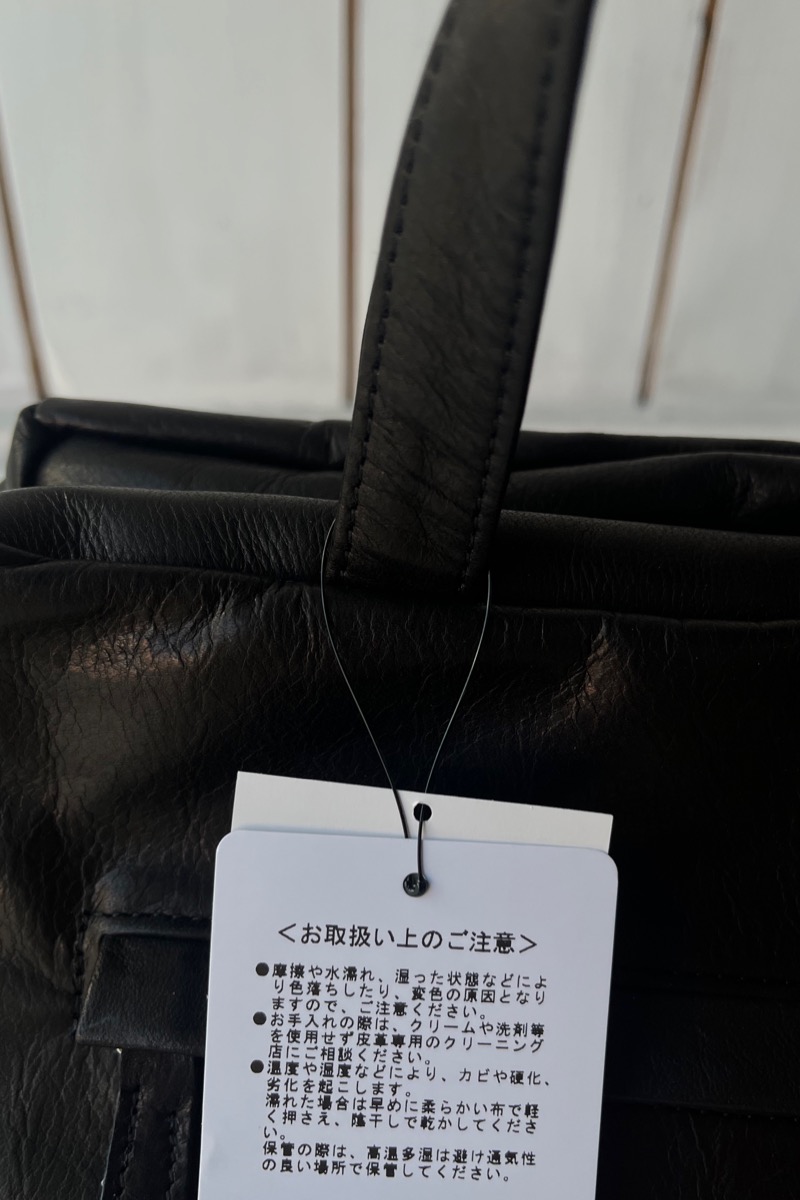 ＜お取扱い上のご注意＞
●摩擦や水濡れ、湿った状態などによ
り色落ちしたり、変色の原因となり
ますので、ご注意ください。
●お手入れの際は、クリームや洗剤等
を使用せず皮革専用のクリーニング
店にご相談ください。
●温度や湿度などにより、カビや硬化、
劣化を起こします。
濡れた場合は早めに柔らかい布で軽
く押さえ、陰干しで乾かしてくださ
い。
保管の際は、高温多湿は避け通気性
の良い場所で保管してください。